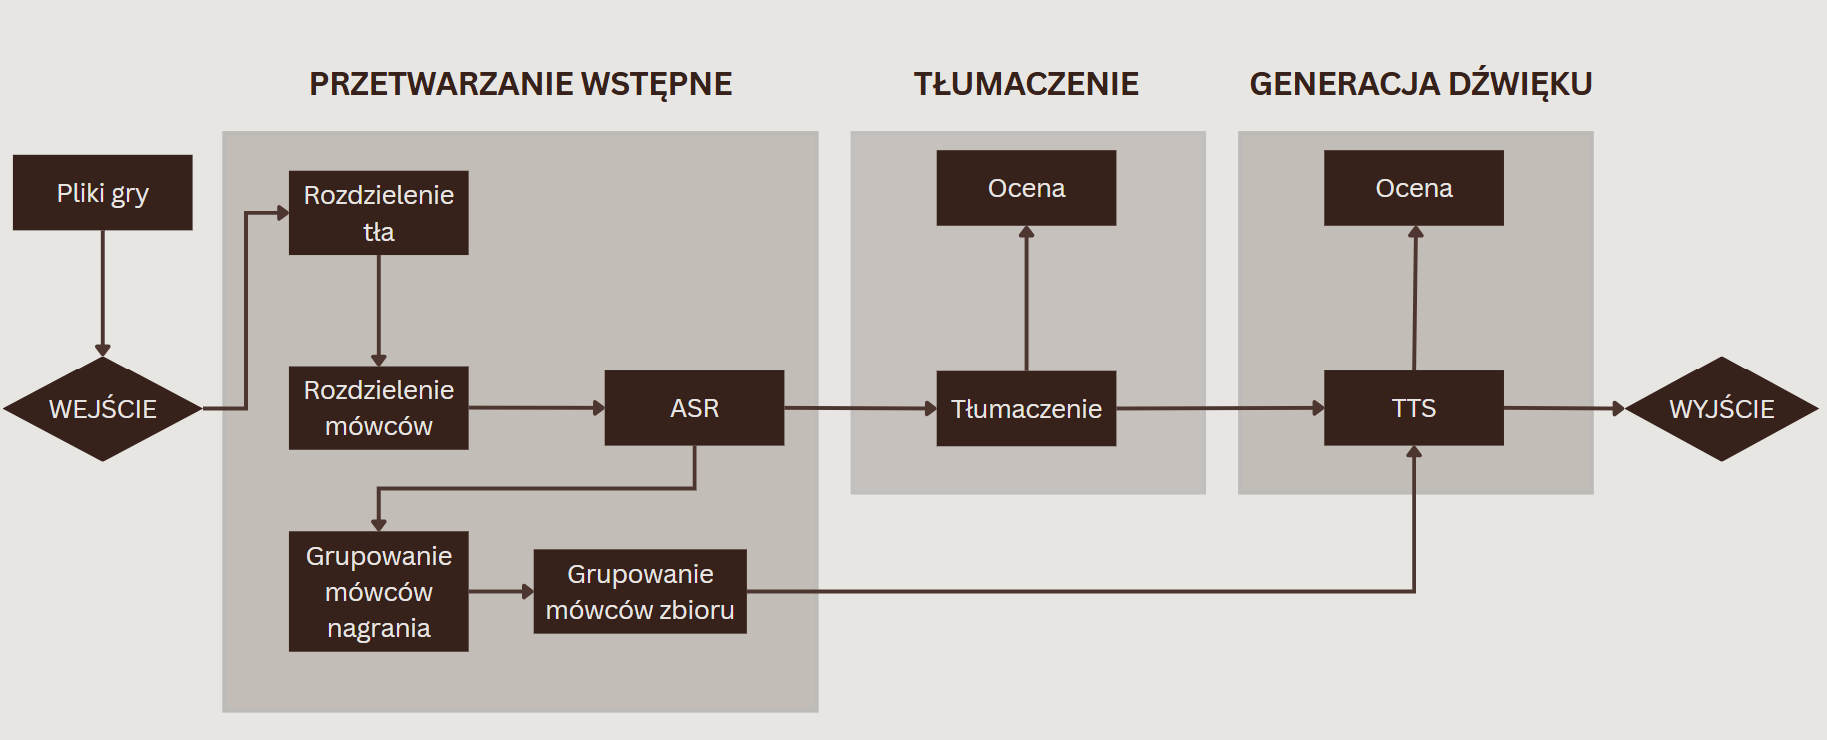 PRZETWARZANIE WSTĘPNE
TŁUMACZENIE
GENERACJA DŹWIĘKU
Pliki gry
WEJŚCIE
Rozdzielenie
tła
Rozdzielenie
mówców
ASR
Grupowanie
mówców
nagrania
Grupowanie
mówców zbioru
Ocena
Tłumaczenie
Ocena
TTS
WYJŚCIE